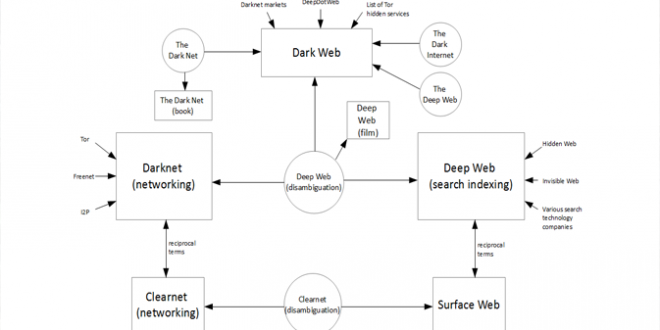 Darknet markets
DeepDotWeb
List of Tor
hidden services
The
Dark Net
Dark Web
The
Dark
Internet
The
Deep Web
The Dark Net
(book)
Deep
Web
(film)
Tor
Freenet
I2P
Darknet
(networking)
Deep Web
(disambiguation)
Deep Web
(search indexing)
Hidden Web
Invisible Web
Various search
technology
companies
reciprocal
terms
reciprocal
terms
Clearnet
(networking)
Clearnet
(disambiguation)
Surface Web